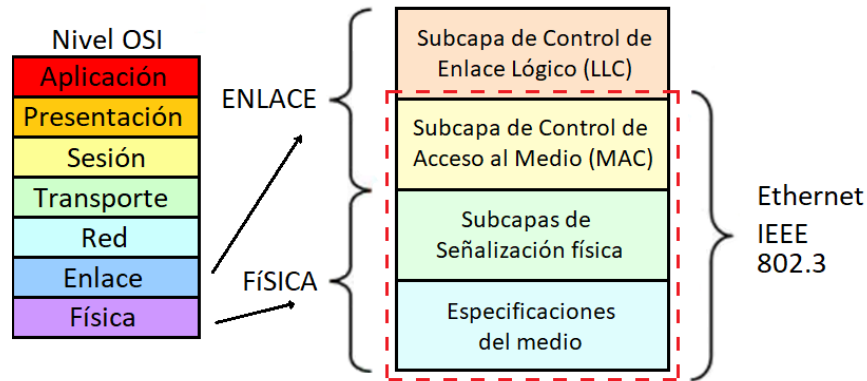 Nivel OSI
Aplicación
Presentación
Sesión
Transporte
Red
Enlace
Física
ENLACE
FíSICA
Subcapa de Control de
Enlace Lógico (LLC)
Subcapa de Control de
Acceso al Medio (MAC)
Subcapas de
Señalización física
Especificaciones
del medio
Ethernet
IEEE
802.3